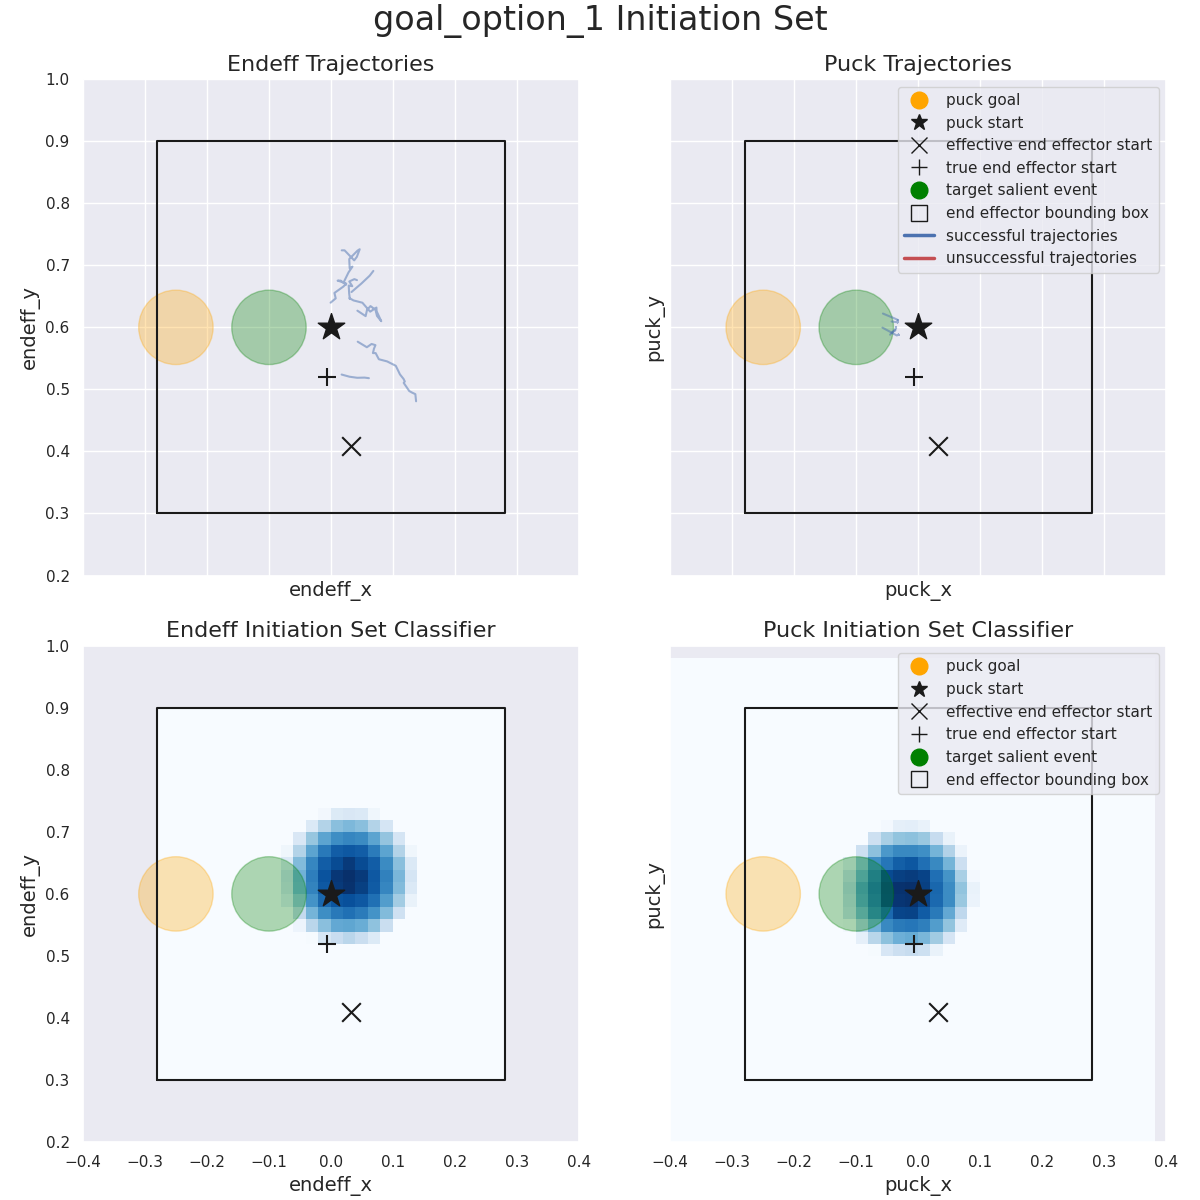 goal_option_1 Initiation Set
Endeff Trajectories
1.0
0.9
0.8
0.7
0.6
0.5
0.4
0.3
0.2
endeff_y
endeff_x
Puck Trajectories
puck goal
puck start
effective end effector start
true end effector start
target salient event
end effector bounding box
successful trajectories
unsuccessful trajectories
puck_y
puck_x
Endeff Initiation Set Classifier
1.0
0.9
0.8
0.7
0.6
0.5
0.4
0.3
0.2
endeff_y
−0.4 −0.3 −0.2 −0.1 0.0 0.1 0.2 0.3 0.4
endeff_x
Puck Initiation Set Classifier
puck goal
puck start
effective end effector start
true end effector start
target salient event
end effector bounding box
puck_y
−0.4 −0.3 −0.2 −0.1 0.0 0.1 0.2 0.3 0.4
puck_x